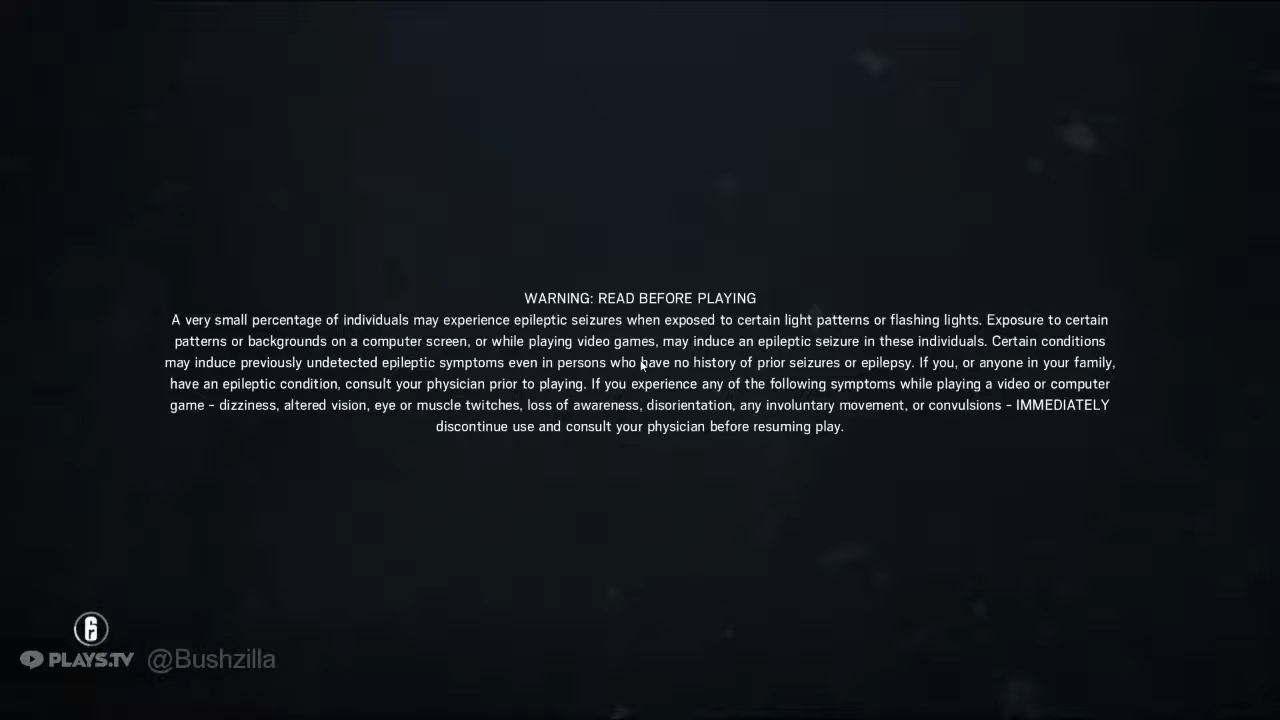 WARNING: READ BEFORE PLAYING
A very small percentage of individuals may experience epileptic seizures when exposed to certain light patterns or flashing lights. Exposure to certain
patterns or backgrounds on a computer screen, or while playing video games, may induce an epileptic seizure in these individuals. Certain conditions
may induce previously undetected epileptic symptoms even in persons who have no history of prior seizures or epilepsy. If you, or anyone in your family,
have an epileptic condition, consult your physician prior to playing. If you experience any of the following symptoms while playing a video or computer
game - dizziness, altered vision, eye or muscle twitches, loss of awareness, disorientation, any involuntary movement, or convulsions - IMMEDIATELY
discontinue use and consult your physician before resuming play.
6
PLAYS.TV @Bushzilla